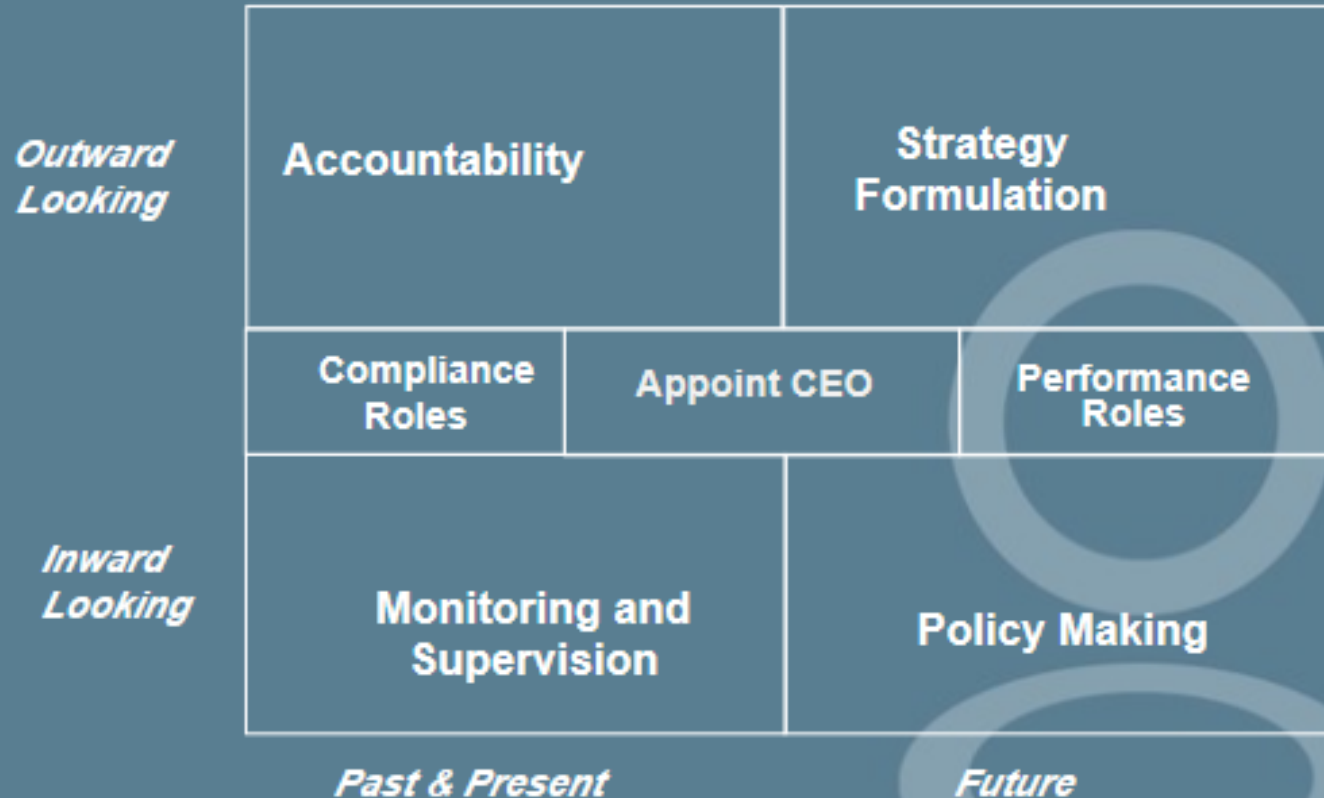 Outward
Looking
Accountability
Strategy
Formulation
Compliance
Roles
Appoint CEO
Performance
Roles
Inward
Looking
Monitoring and
Supervision
Policy Making
Past & Present
Future